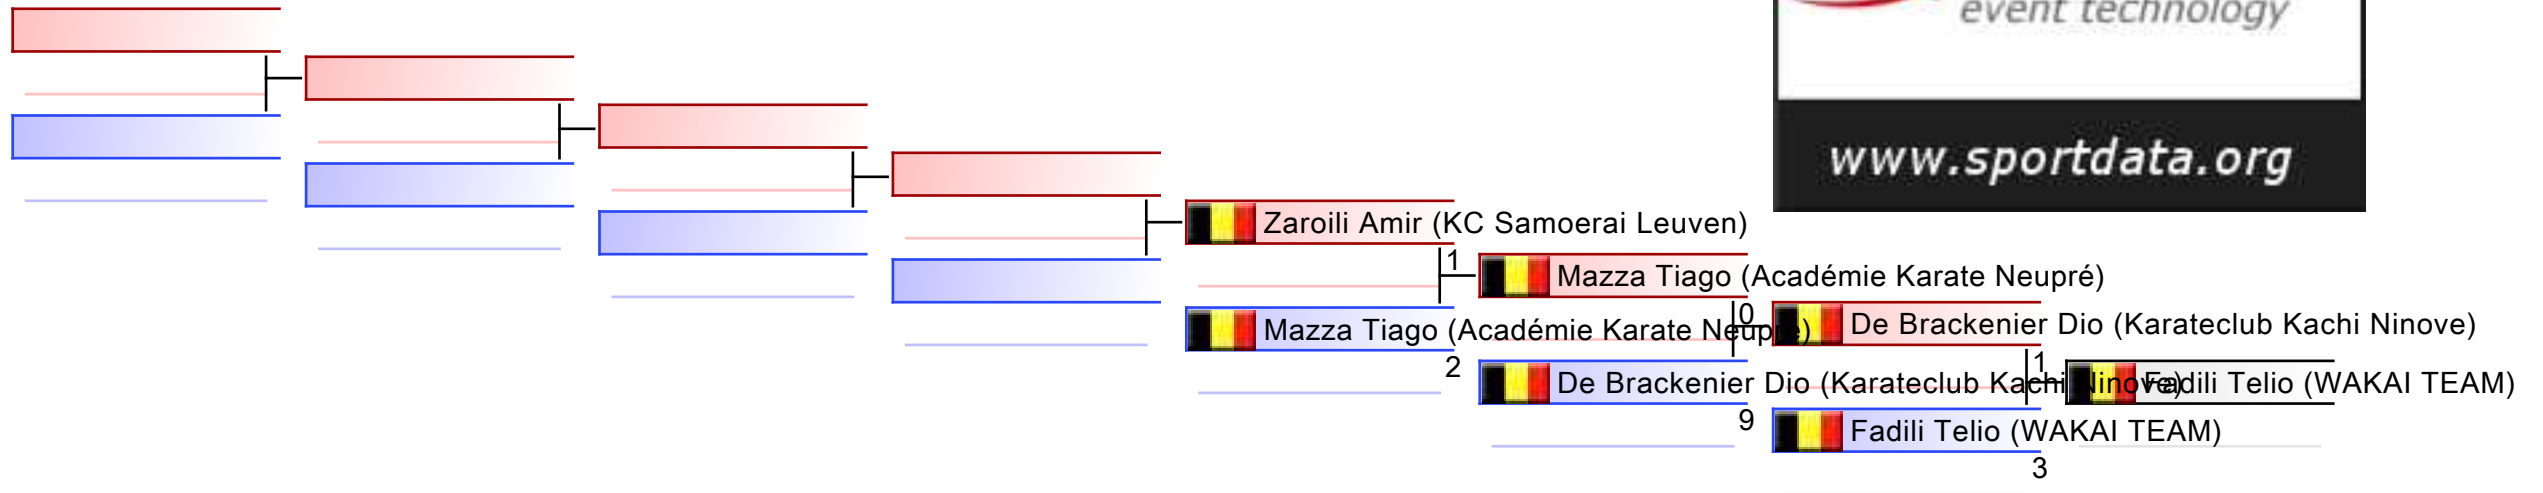 event technology
www.sportdata.org
Zaroili Amir (KC Samoerai Leuven)
1
Mazza Tiago (Académie Karate Neupré)
0
Mazza Tiago (Académie Karate Neupré)
De Brackenier Dio (Karateclub Kachi Ninove)
2
1
De Brackenier Dio (Karateclub Kachi Ninove)
Fadili Telio (WAKAI TEAM)
9
Fadili Telio (WAKAI TEAM)
3